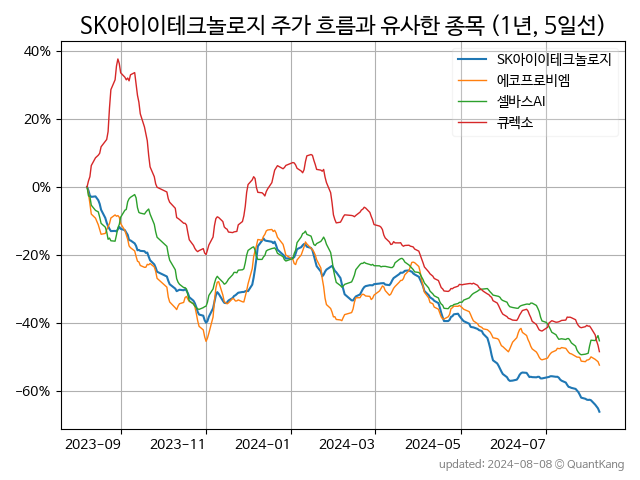 SK아이이테크놀로지 주가 흐름과 유사한 종목 (1년, 5일선)
40%
20%
0%
−20%
−40%
−60%
SK아이이테크놀로지
에코프로비엠
셀바스AI
큐렉소
2023-09
2023-11
2024-01
2024-03
2024-05
2024-07
updated: 2024-08-08 © QuantKang